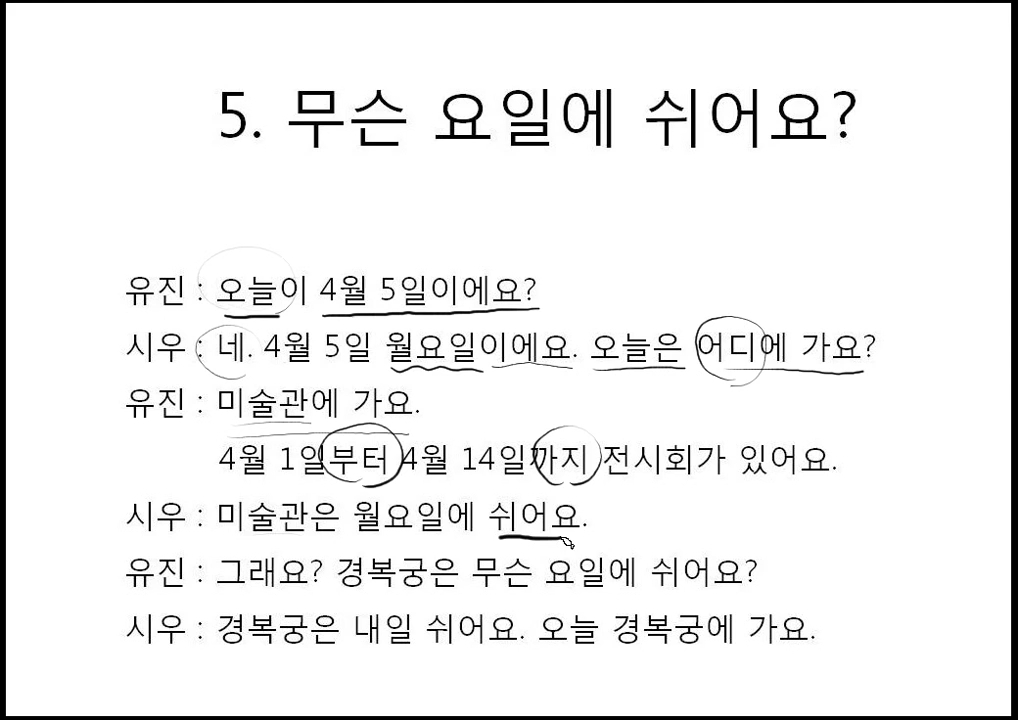 5. 무슨 요일에 쉬어요?
유진 : 오늘이 4월 5일이에요?
시우 : 네. 4월 5일 월요일이에요. 오늘은 어디에 가요?
유진 : 미술관에 가요.
4월 1일부터 4월 14일까지 전시회가 있어요.
시우 : 미술관은 월요일에 쉬어요.
유진 : 그래요? 경복궁은 무슨 요일에 쉬어요?
시우 : 경복궁은 내일 쉬어요. 오늘 경복궁에 가요.